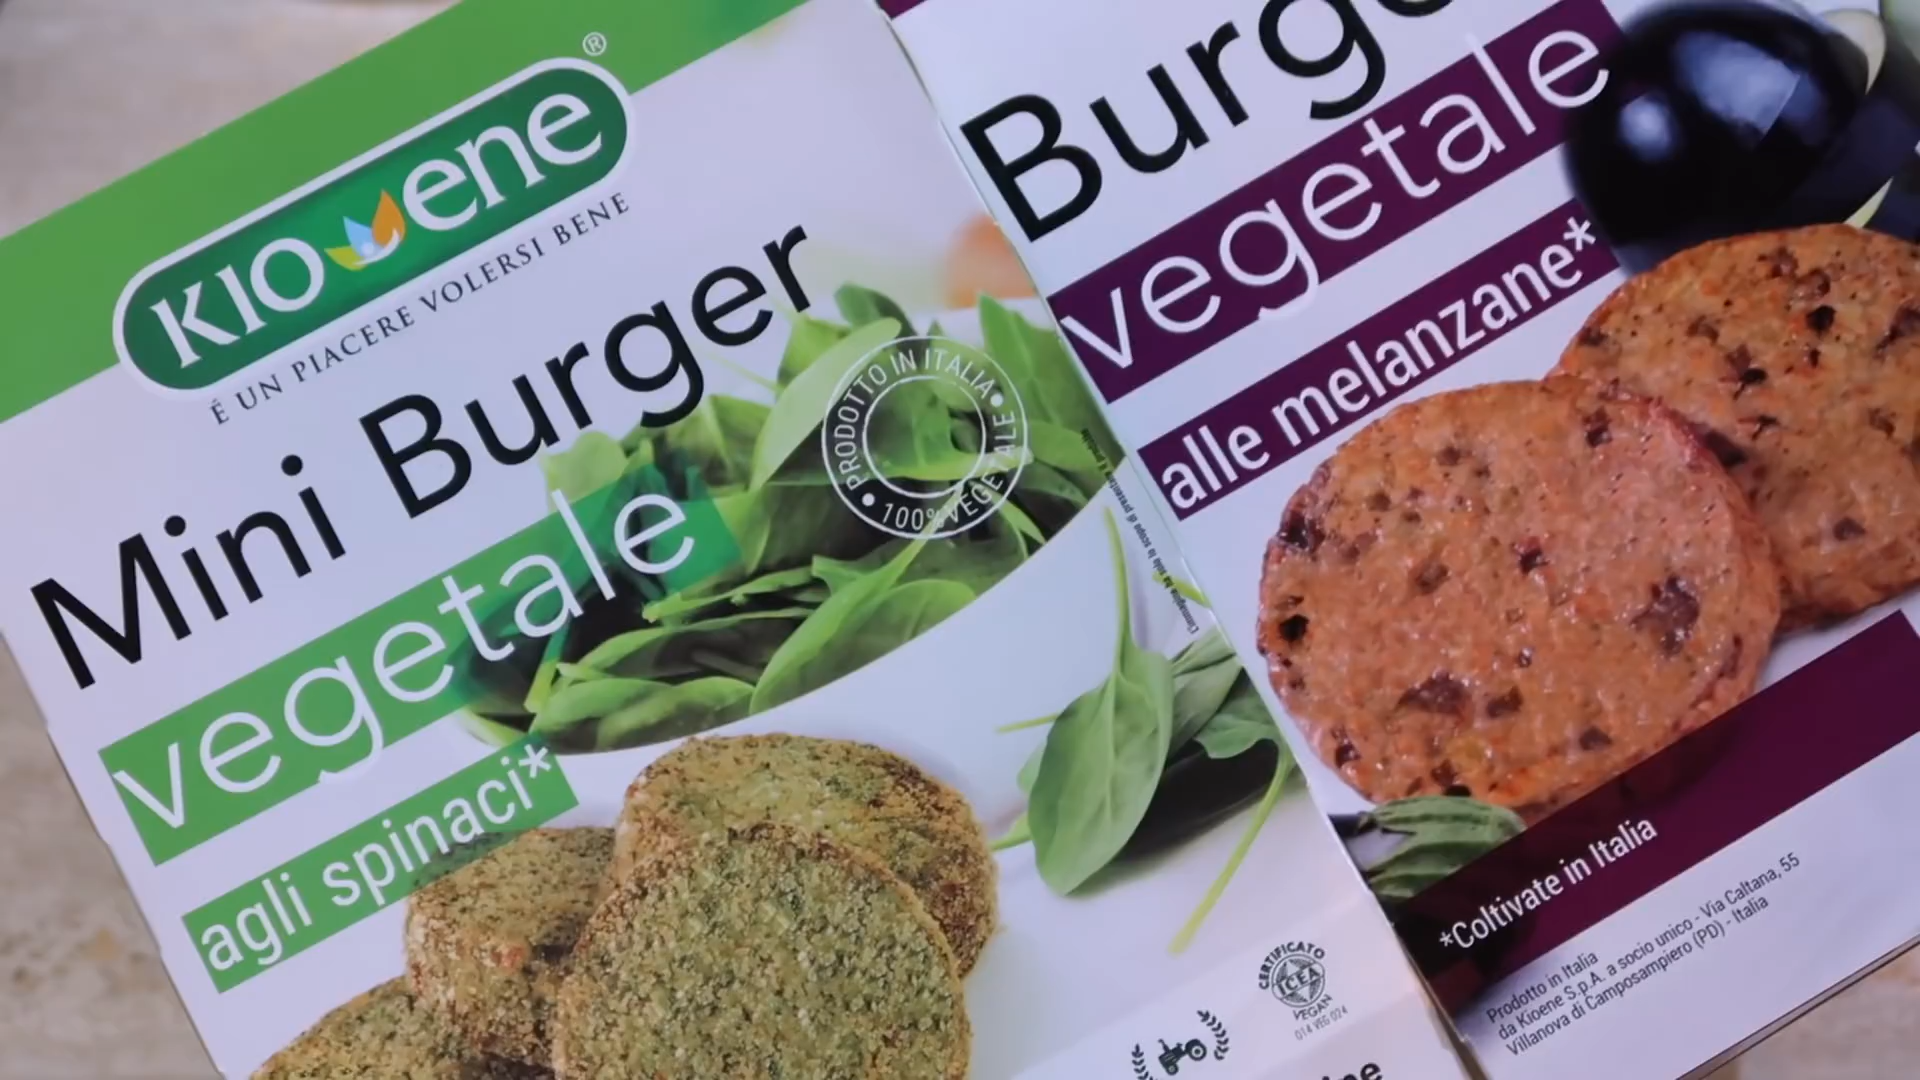 KIOENE®
È UN PIACERE VOLERSI BENE
Mini Burger
vegetale
agli spinaci*
PRODOTTO IN ITALIA
100% VEGETALE
CERTIFICATO
ICEA
VEGAN
014 VEG 024
Burge
vegetale
alle melanzane*
*Coltivate in Italia
Prodotto in Italia
da Kioene S.p.A. a socio unico - Via Caltana, 55
Villanova di Camposampiero (PD) - Italia